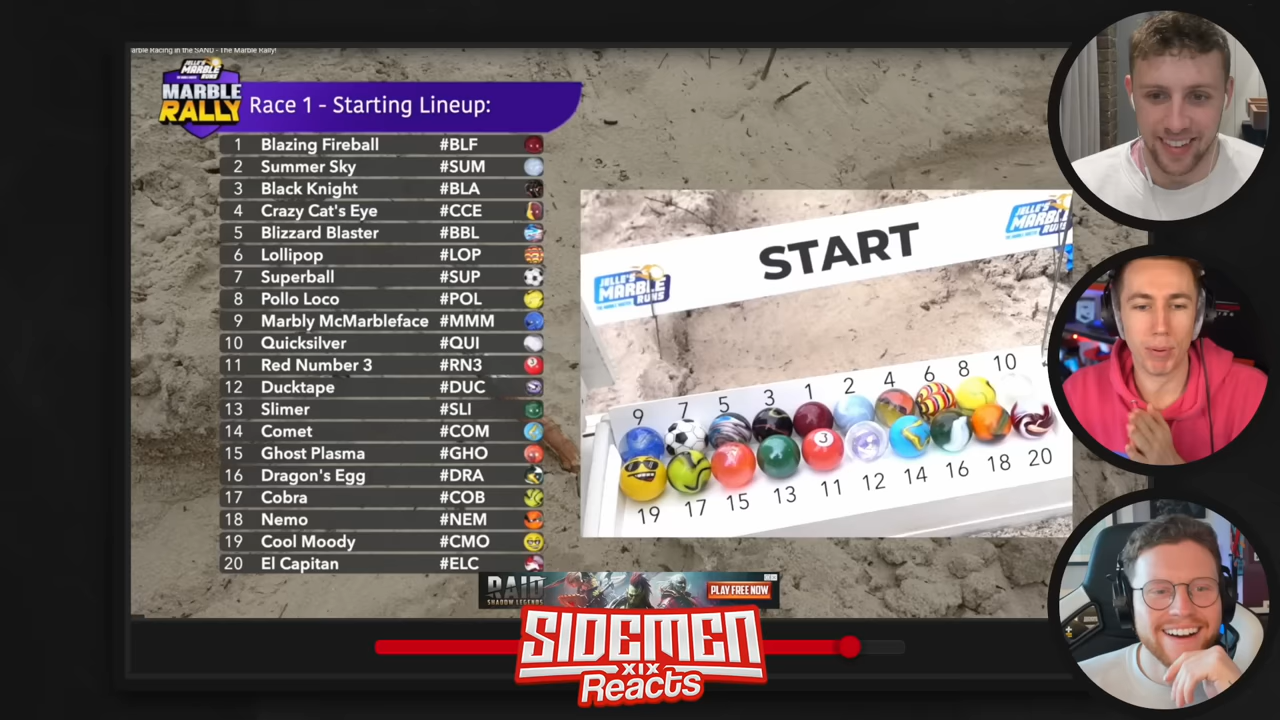 arble Racing in the SAND - The Marble Rally!
JELLE'S
MARBLE
RUNS
MARBLE
RALLY
Race 1 - Starting Lineup:
1 Blazing Fireball #BLF
2 Summer Sky #SUM
3 Black Knight #BLA
4 Crazy Cat's Eye #CCE
5 Blizzard Blaster #BBL
6 Lollipop #LOP
7 Superball #SUP
8 Pollo Loco #POL
9 Marbly McMarbleface #MMM
10 Quicksilver #QUI
11 Red Number 3 #RN3
12 Ducktape #DUC
13 Slimer #SLI
14 Comet #COM
15 Ghost Plasma #GHO
16 Dragon's Egg #DRA
17 Cobra #COB
18 Nemo #NEM
19 Cool Moody #CMO
20 El Capitan #ELC
JELLE'S
MARBLE
RUNS
START
JELLE'S
MARBLE
RUNS
9 7 5 3 1 2 4 6 8 10
3
19 17 15 13 11 12 14 16 18 20
RAID
SHADOW LEGENDS
PLAY FREE NOW
SIDEMEN
XIX
Reacts